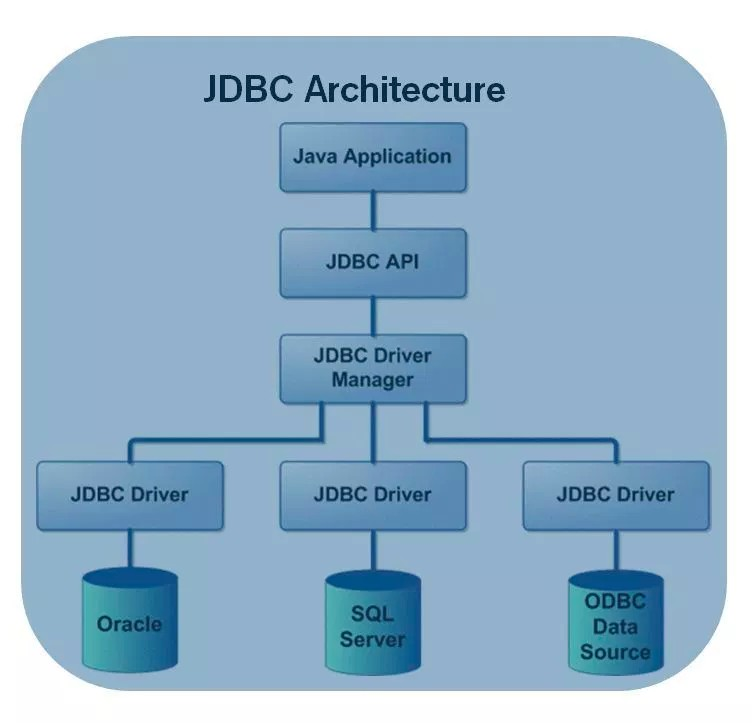 JDBC Architecture
Java Application
JDBC API
JDBC Driver
Manager
JDBC Driver
JDBC Driver
JDBC Driver
Oracle
SQL
Server
ODBC
Data
Source